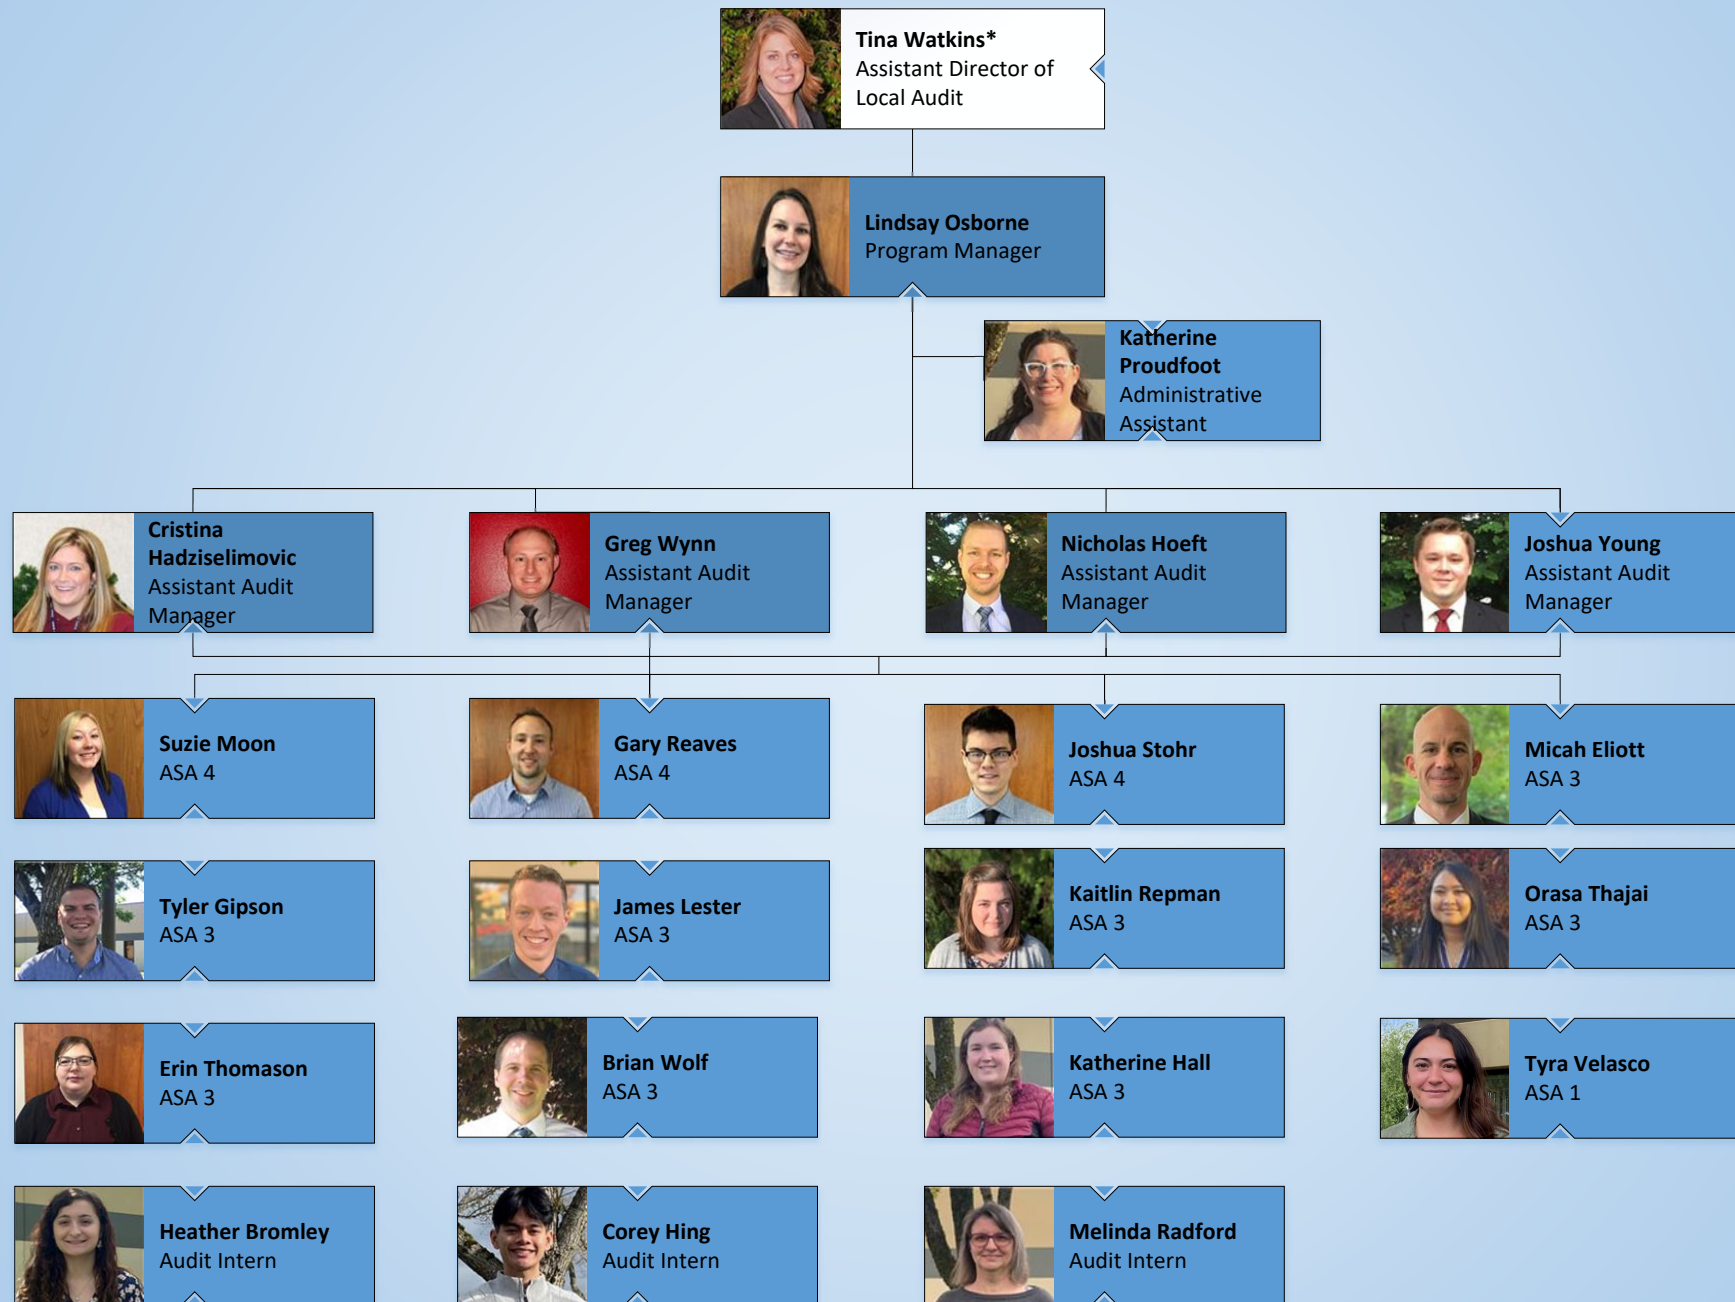 Tina Watkins*
Assistant Director of
Local Audit
Lindsay Osborne
Program Manager
Katherine
Proudfoot
Administrative
Assistant
Cristina
Hadziselimovic
Assistant Audit
Manager
Greg Wynn
Assistant Audit
Manager
Nicholas Hoeft
Assistant Audit
Manager
Joshua Young
Assistant Audit
Manager
Suzie Moon
ASA 4
Gary Reaves
ASA 4
Joshua Stohr
ASA 4
Micah Eliott
ASA 3
Tyler Gipson
ASA 3
James Lester
ASA 3
Kaitlin Repman
ASA 3
Orasa Thajai
ASA 3
Erin Thomason
ASA 3
Brian Wolf
ASA 3
Katherine Hall
ASA 3
Tyra Velasco
ASA 1
Heather Bromley
Audit Intern
Corey Hing
Audit Intern
Melinda Radford
Audit Intern